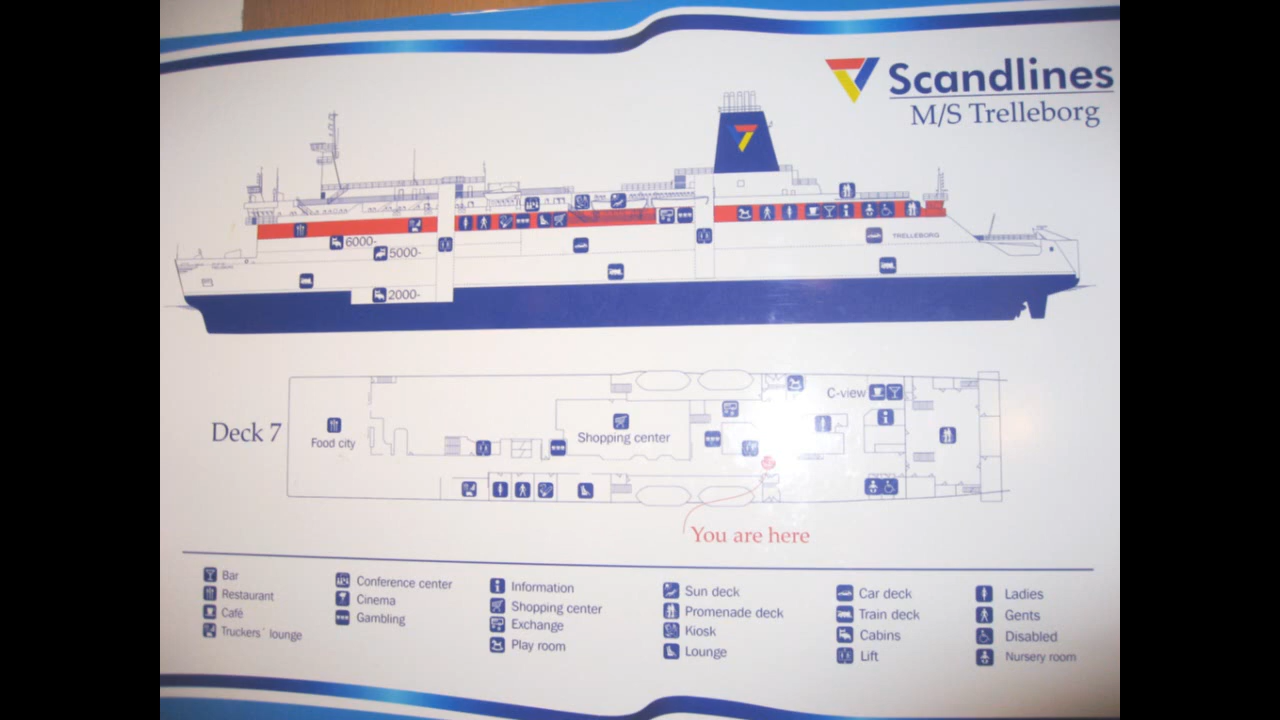 Scandlines
M/S Trelleborg
TRELLEBORG
6000-
5000-
2000-
Deck 7
Food city
Shopping center
C-view
You are here
Bar
Restaurant
Café
Truckers´ lounge
Conference center
Cinema
Gambling
Information
Shopping center
Exchange
Play room
Sun deck
Promenade deck
Kiosk
Lounge
Car deck
Train deck
Cabins
Lift
Ladies
Gents
Disabled
Nursery room